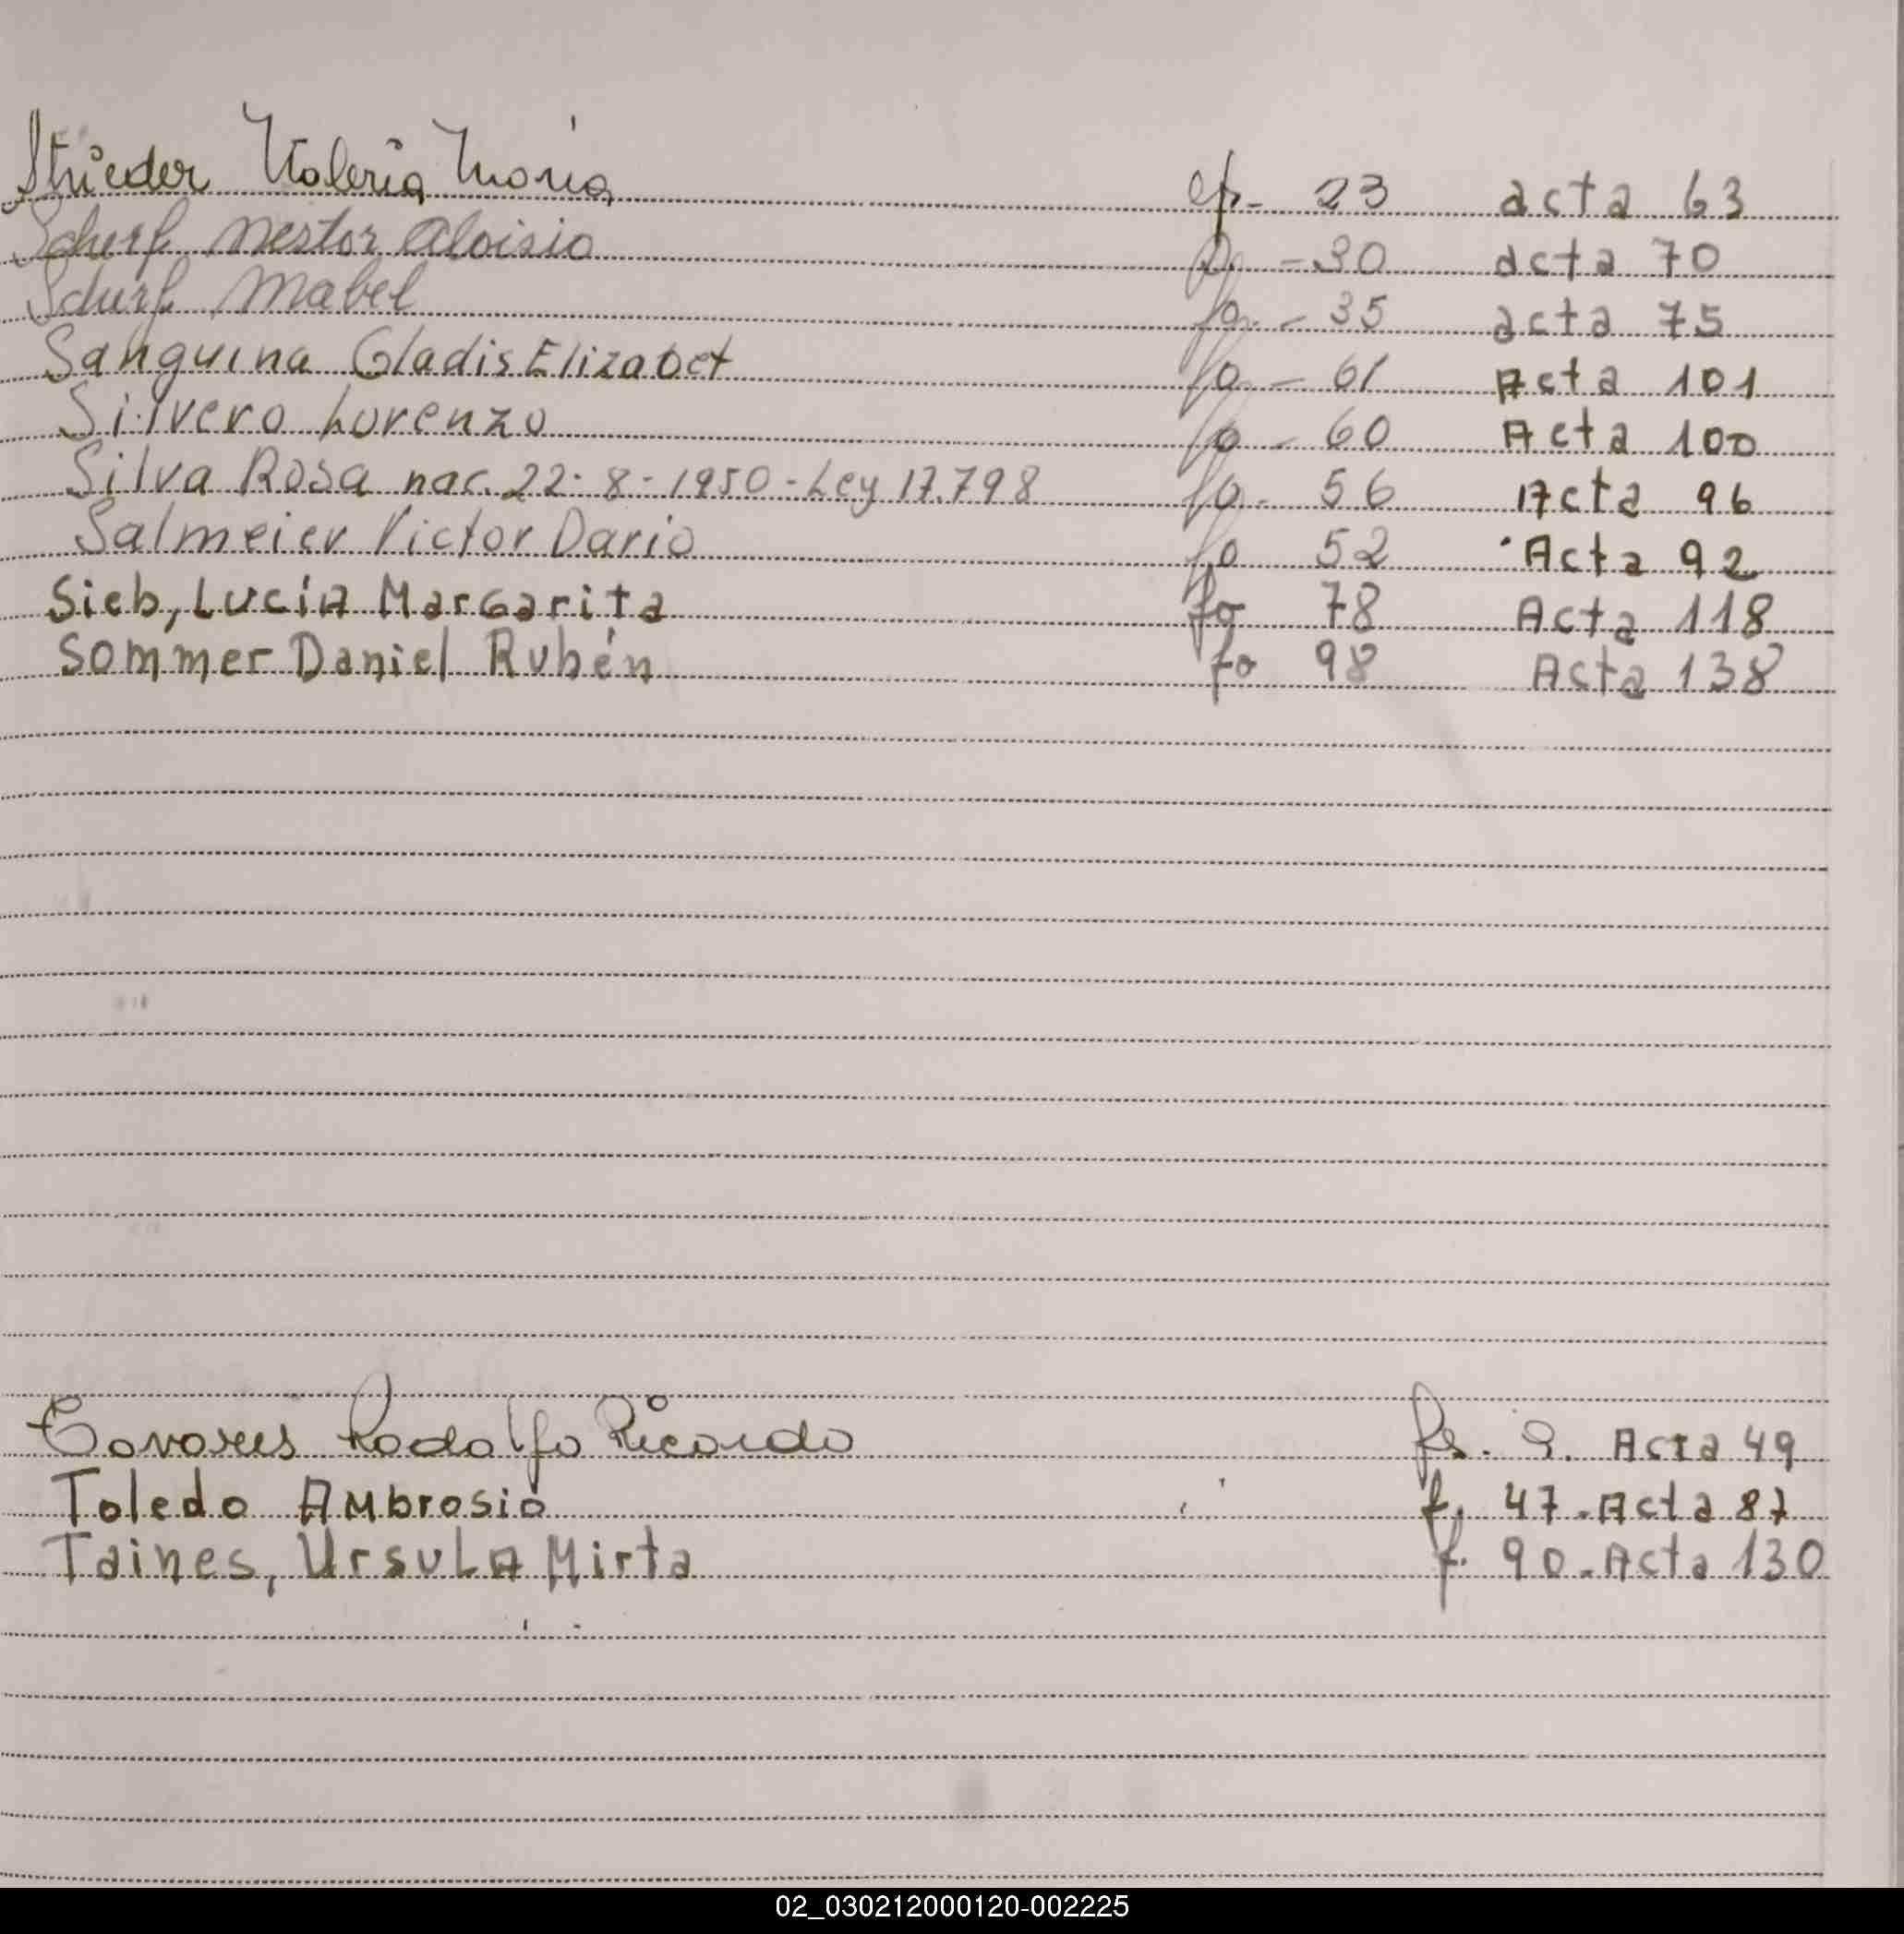 Strieder Valeria Maria fo- 23 acta 63
Scherf Nestor Aloisio fo -30 acta 70
Scherf Mabel fo. - 35 acta 75
Sanguina Gladis Elizabet fo - 61 Acta 101
Silvero Lorenzo fo - 60 Acta 100
Silva Rosa nac. 22-8-1950-Ley 17.798 fo- 56 Acta 96
Salmeier Victor Dario fo 52 Acta 92
Sieb, Lucía Margarita fo 78 Acta 118
Sommer Daniel Rubén fo 98 Acta 138
Tavares Rodolfo Ricardo fs. 9. Acta 49
Toledo Ambrosio f. 47.Acta 87
Taines, Ursula Mirta f. 90.Acta 130
02_030212000120-002225